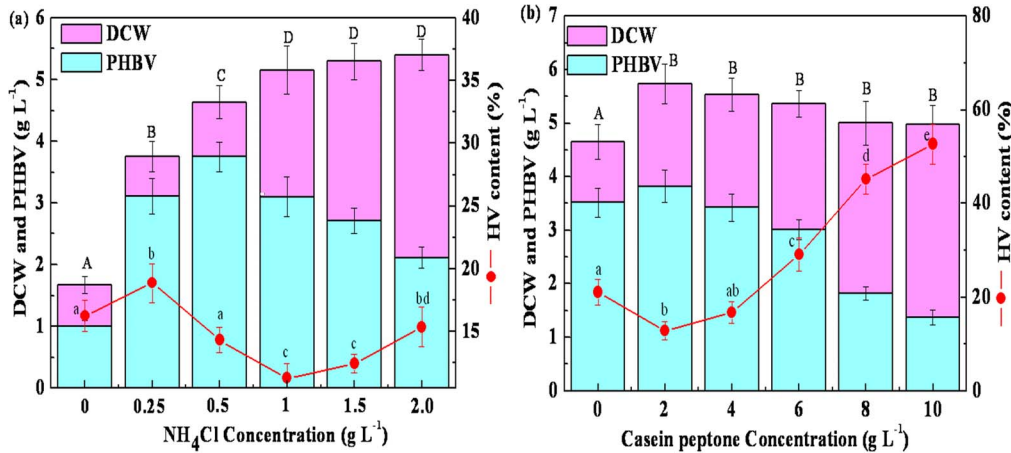 (a)
DCW
PHBV
DCW and PHBV (g L-1)
6
5
4
3
2
1
0
A
B
C
D
D
D
a
b
a
c
c
bd
40
35
30
25
20
15
HV content (%)
0 0.25 0.5 1 1.5 2.0
NH4Cl Concentration (g L-1)
(b)
DCW
PHBV
DCW and PHBV (g L-1)
7
6
5
4
3
2
1
0
A
B
B
B
B
B
a
b
ab
c
d
e
80
60
40
20
0
HV content (%)
0 2 4 6 8 10
Casein peptone Concentration (g L-1)